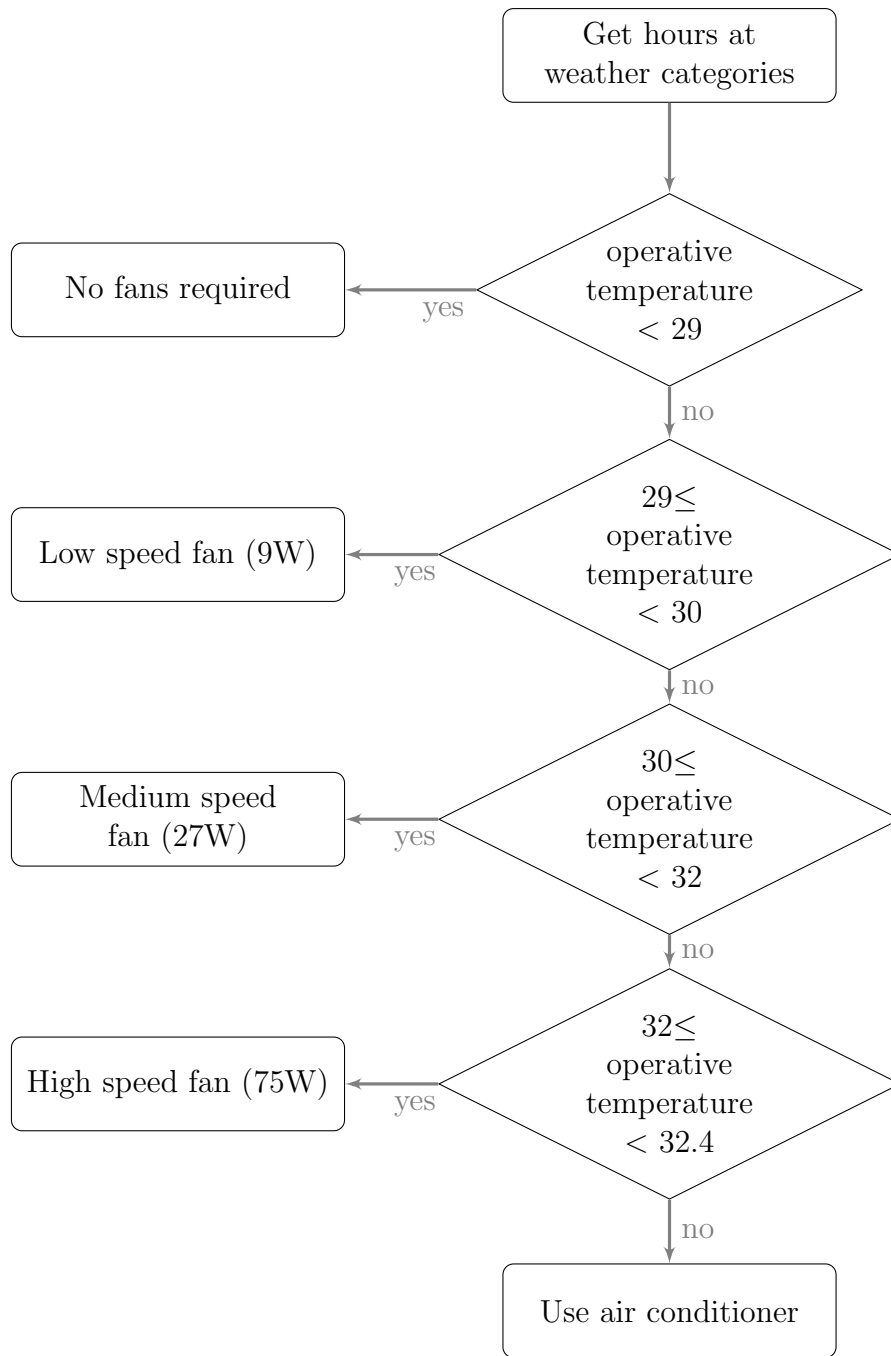 Get hours at
weather categories
operative
temperature
< 29
yes
No fans required
no
29≤
operative
temperature
< 30
yes
Low speed fan (9W)
no
30≤
operative
temperature
< 32
yes
Medium speed
fan (27W)
no
32≤
operative
temperature
< 32.4
yes
High speed fan (75W)
no
Use air conditioner